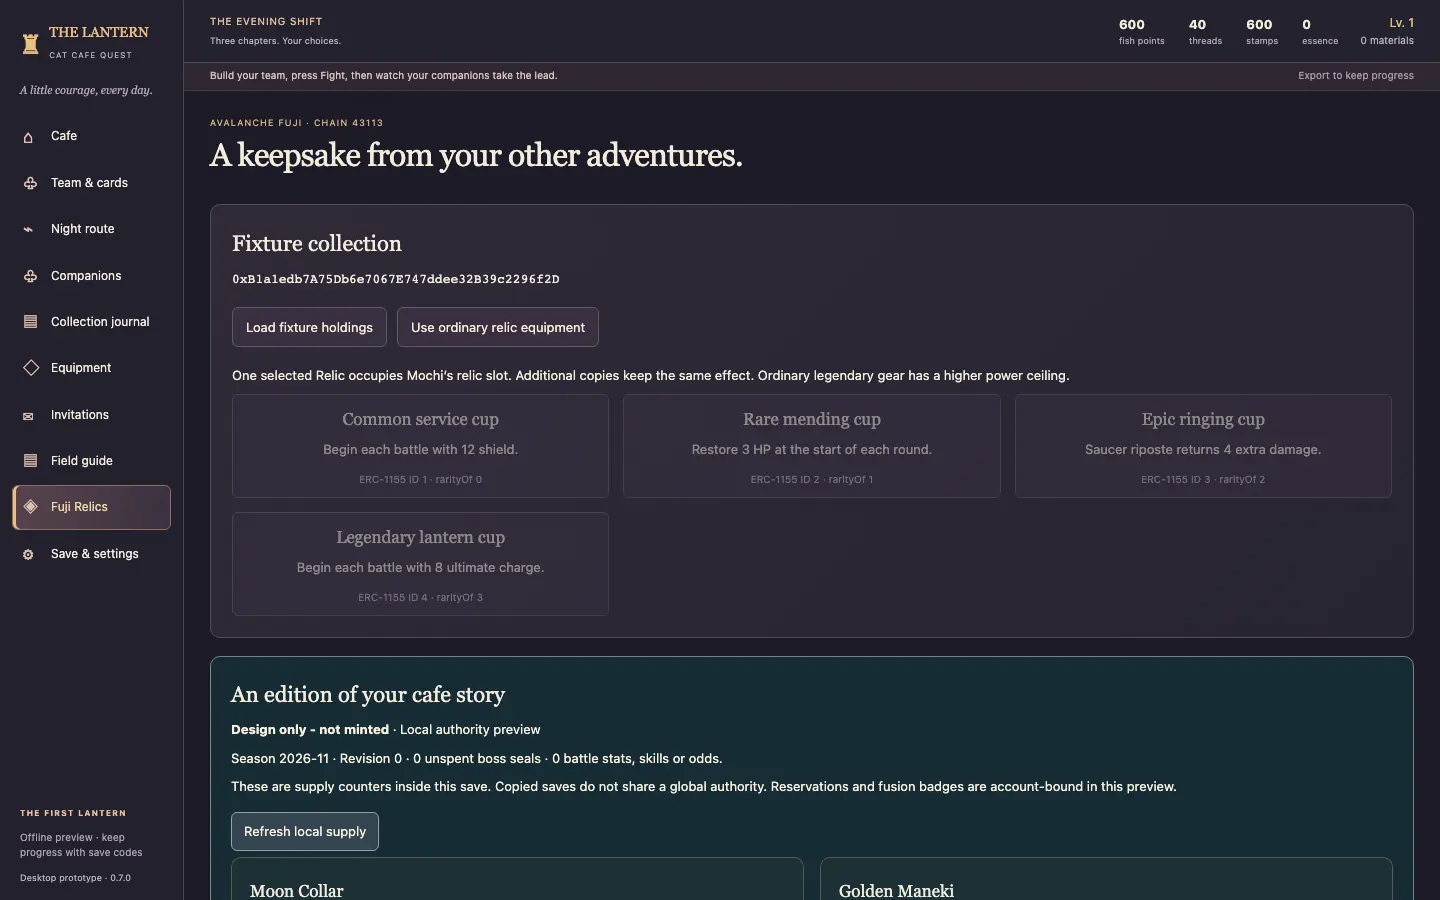 THE LANTERN
CAT CAFE QUEST
A little courage, every day.
Cafe
Team & cards
Night route
Companions
Collection journal
Equipment
Invitations
Field guide
Fuji Relics
Save & settings
THE FIRST LANTERN
Offline preview · keep
progress with save codes
Desktop prototype · 0.7.0
THE EVENING SHIFT
Three chapters. Your choices.
600 40 600 0 Lv. 1
fish points threads stamps essence 0 materials
Build your team, press Fight, then watch your companions take the lead. Export to keep progress
AVALANCHE FUJI · CHAIN 43113
A keepsake from your other adventures.
Fixture collection
0xB1a1edb7A75Db6e7067E747ddee32B39c2296f2D
Load fixture holdings Use ordinary relic equipment
One selected Relic occupies Mochi's relic slot. Additional copies keep the same effect. Ordinary legendary gear has a higher power ceiling.
Common service cup
Begin each battle with 12 shield.
ERC-1155 ID 1 · rarityOf 0
Rare mending cup
Restore 3 HP at the start of each round.
ERC-1155 ID 2 · rarityOf 1
Epic ringing cup
Saucer riposte returns 4 extra damage.
ERC-1155 ID 3 · rarityOf 2
Legendary lantern cup
Begin each battle with 8 ultimate charge.
ERC-1155 ID 4 · rarityOf 3
An edition of your cafe story
Design only - not minted · Local authority preview
Season 2026-11 · Revision 0 · 0 unspent boss seals · 0 battle stats, skills or odds.
These are supply counters inside this save. Copied saves do not share a global authority. Reservations and fusion badges are account-bound in this preview.
Refresh local supply
Moon Collar Golden Maneki